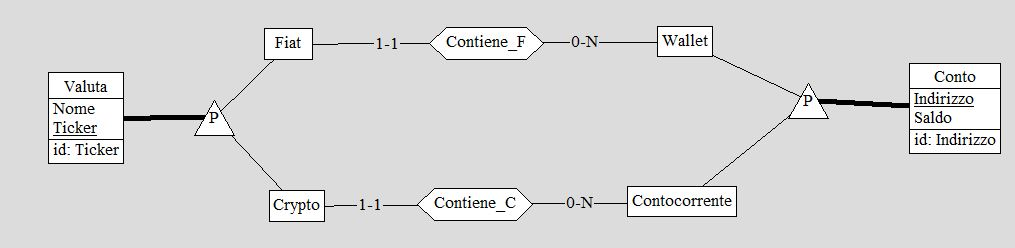 Fiat
1-1
Contiene_F
0-N
Wallet
Valuta
Nome
Ticker
id: Ticker
P
P
Conto
Indirizzo
Saldo
id: Indirizzo
Crypto
1-1
Contiene_C
0-N
Contocorrente